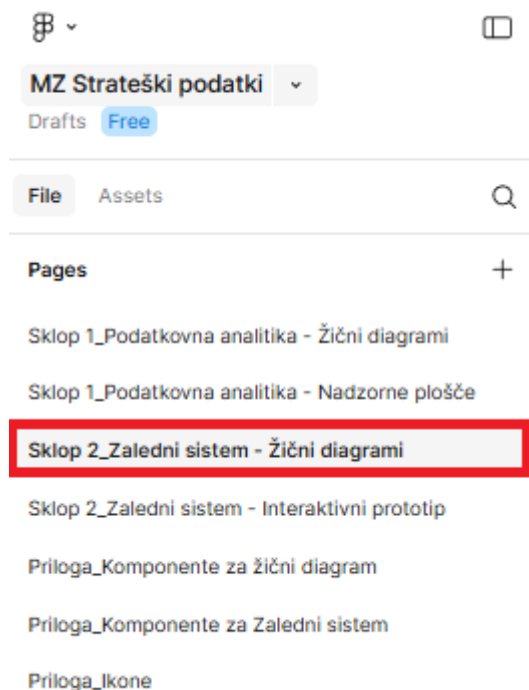 MZ Strateški podatki
Drafts Free
File Assets
Pages
Sklop 1_Podatkovna analitika - Žični diagrami
Sklop 1_Podatkovna analitika - Nadzorne plošče
Sklop 2_Zaledni sistem - Žični diagrami
Sklop 2_Zaledni sistem - Interaktivni prototip
Priloga_Komponente za žični diagram
Priloga_Komponente za Zaledni sistem
Priloga_Ikone